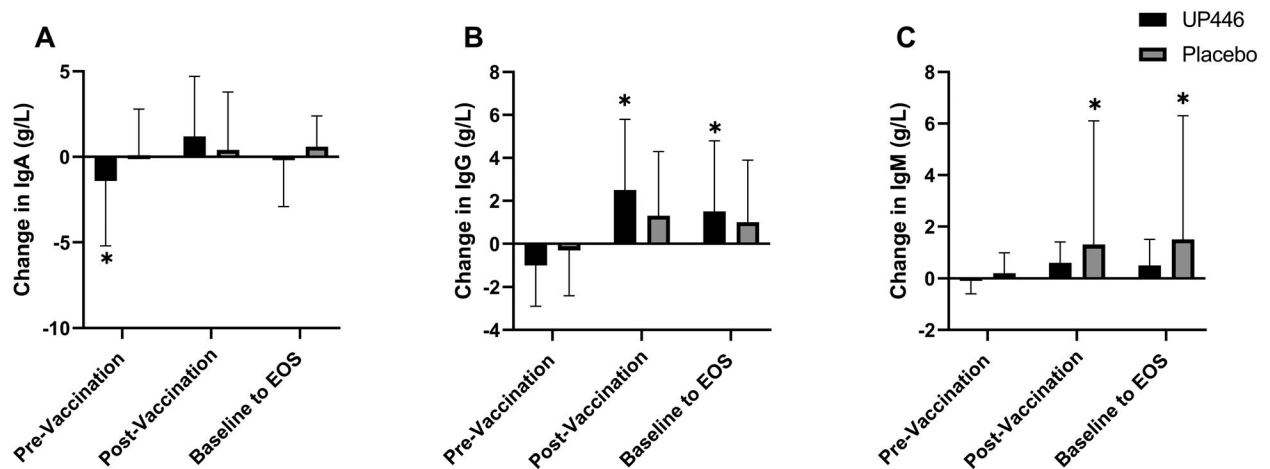 A
B
C
UP446
Placebo
Change in IgA (g/L)
5
0
-5
-10
*
Pre-Vaccination
Post-Vaccination
Baseline to EOS
Change in IgG (g/L)
8
6
4
2
0
-2
-4
*
*
Pre-Vaccination
Post-Vaccination
Baseline to EOS
Change in IgM (g/L)
8
6
4
2
0
-2
*
*
Pre-Vaccination
Post-Vaccination
Baseline to EOS